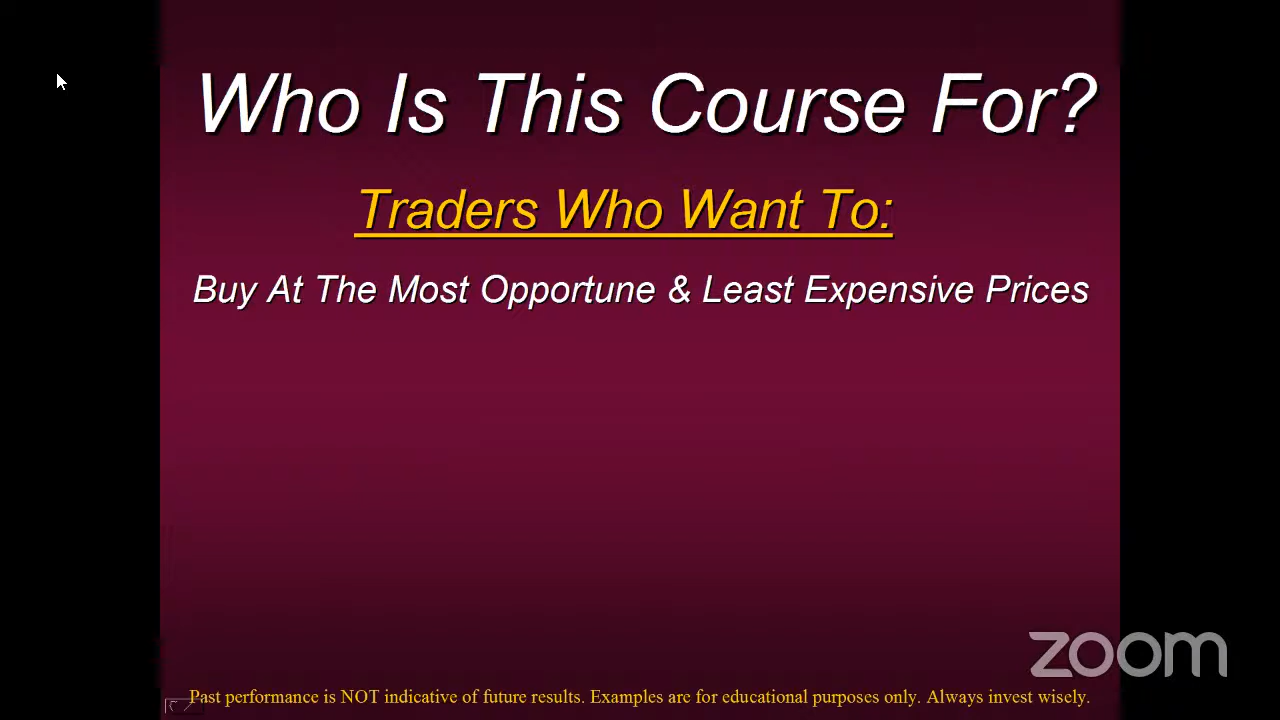 Who Is This Course For?
Traders Who Want To:
Buy At The Most Opportune & Least Expensive Prices
zoom
Past performance is NOT indicative of future results. Examples are for educational purposes only. Always invest wisely.